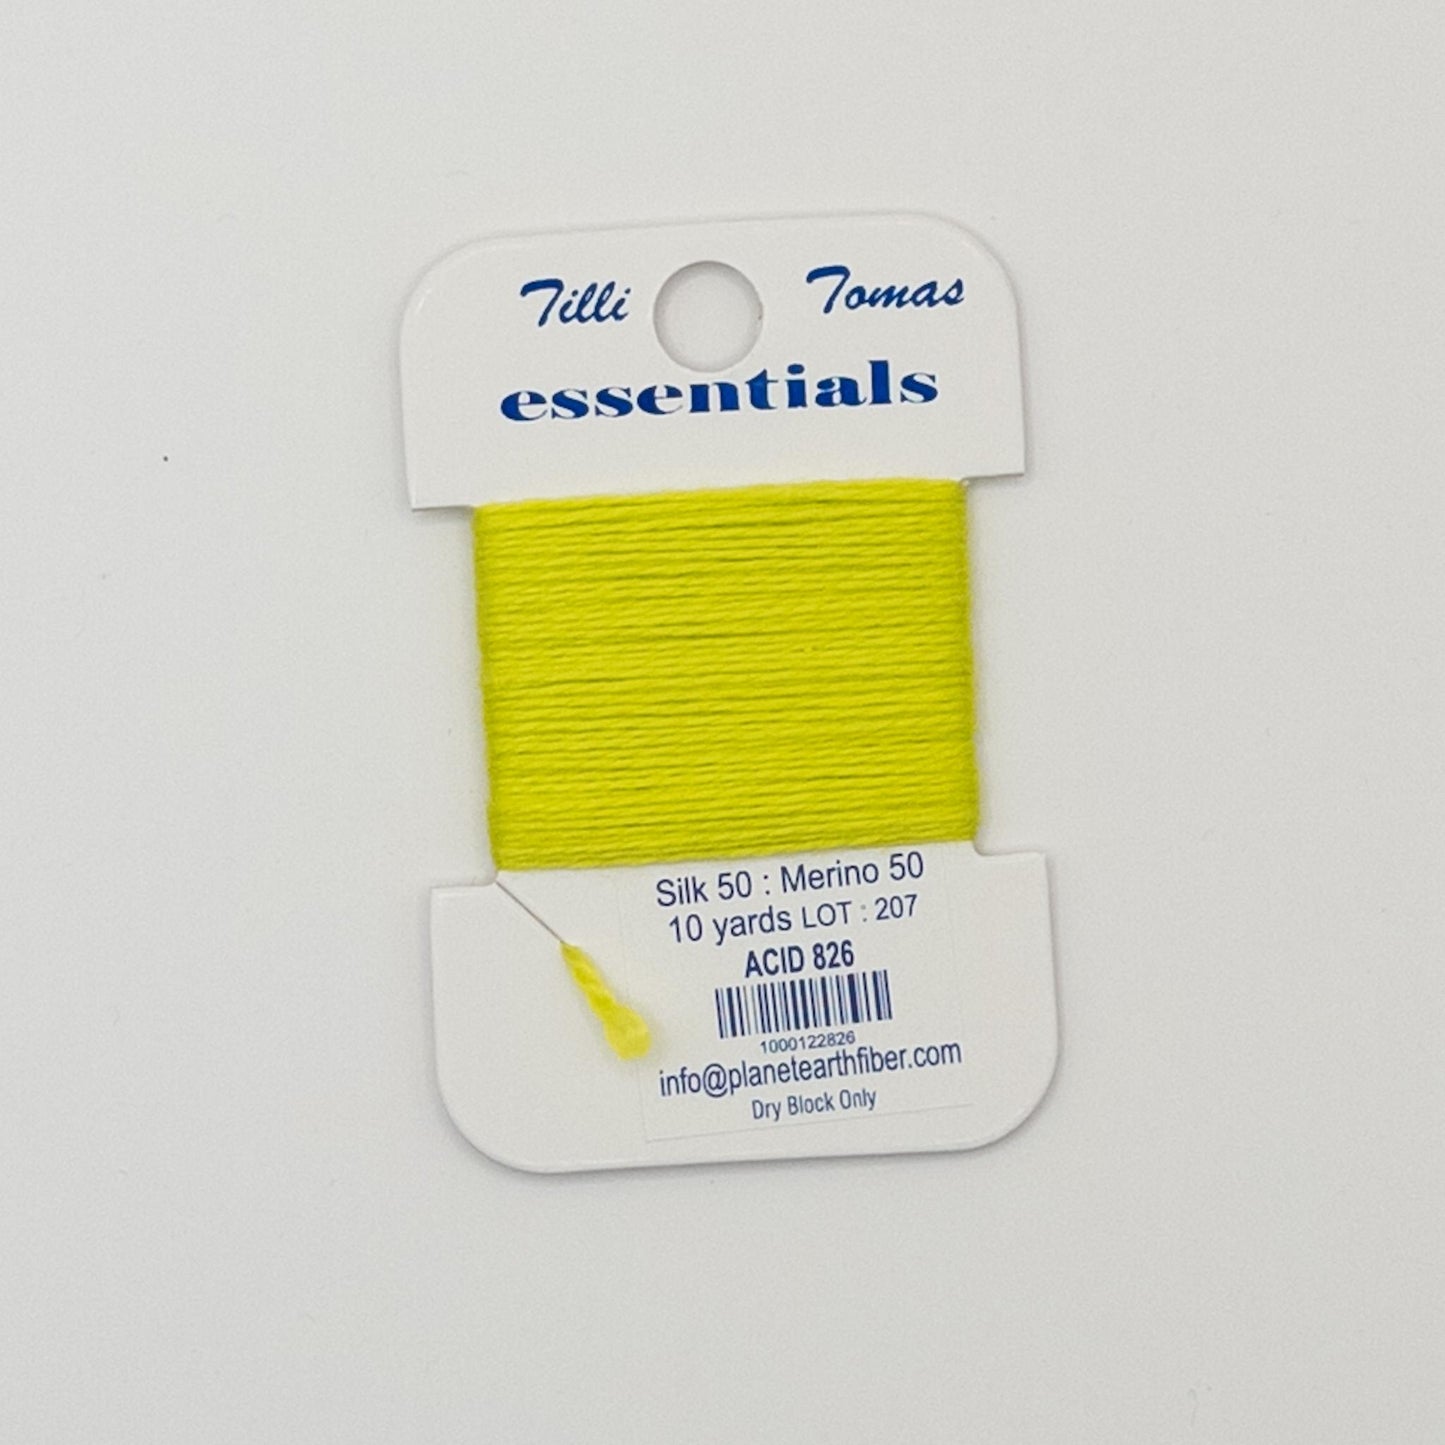 Tilli Tomas
essentials
Silk 50 : Merino 50
10 yards LOT : 207
ACID 826
1000122826
info@planetearthfiber.com
Dry Block Only